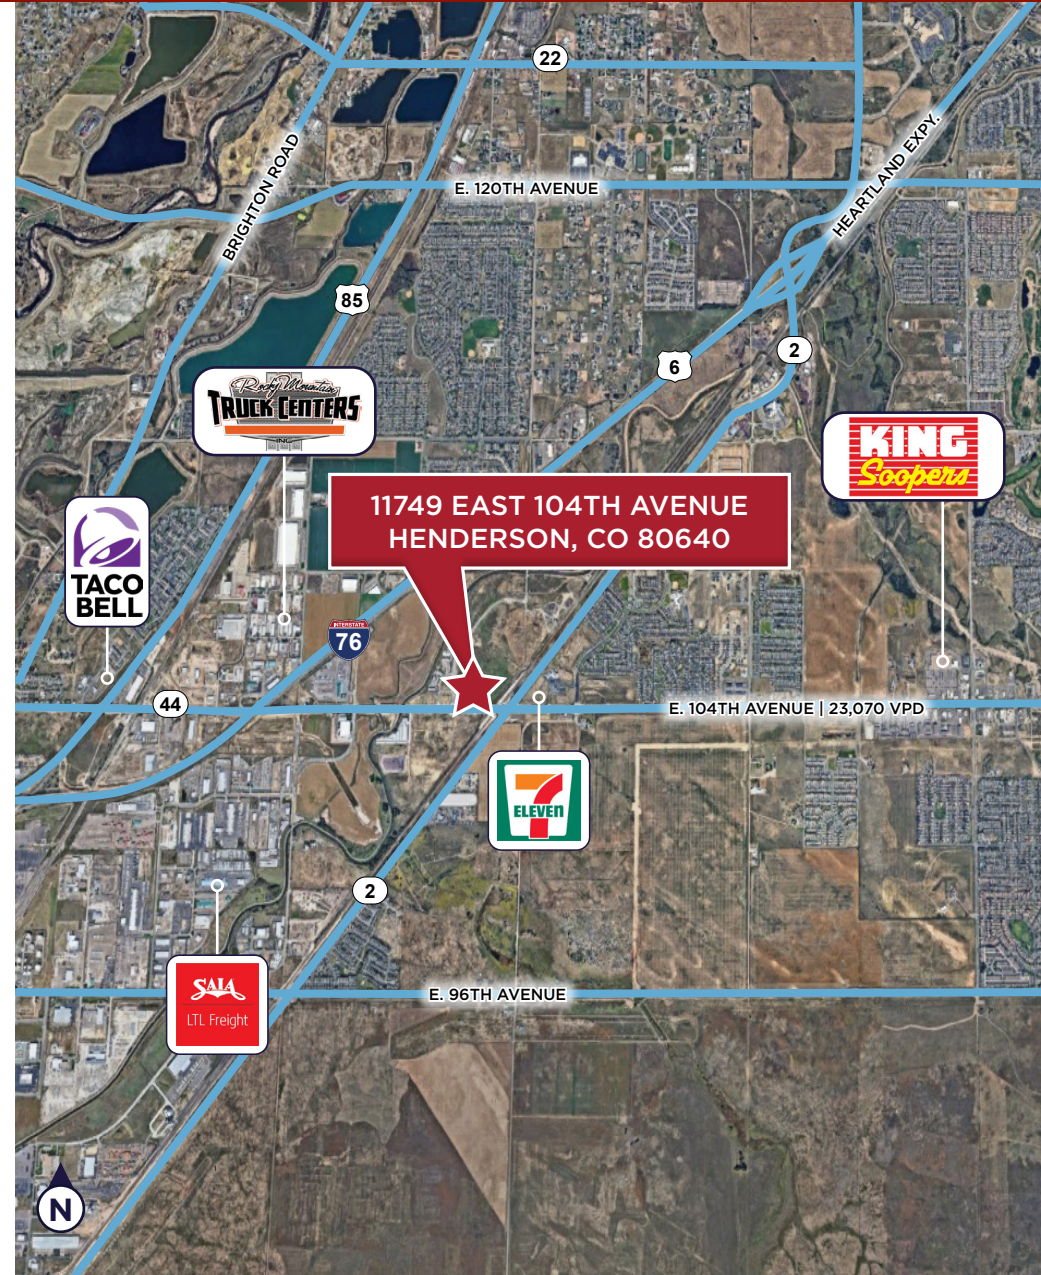 22
BRIGHTON ROAD
HEARTLAND EXPY.
E. 120TH AVENUE
85
2
6
Rocky Mountain
TRUCK CENTERS
INC
KING
Soopers
11749 EAST 104TH AVENUE
HENDERSON, CO 80640
TACO
BELL
INTERSTATE
76
44
E. 104TH AVENUE | 23,070 VPD
7
ELEVEN
2
SAIA
LTL Freight
E. 96TH AVENUE
N